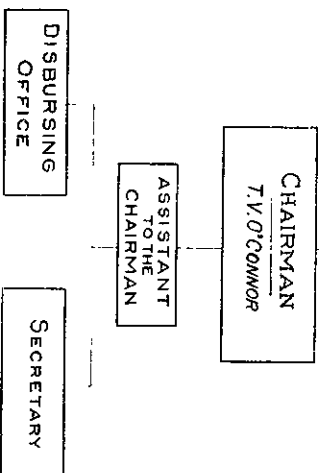 CHAIRMAN
T.V.O'CONNOR
ASSISTANT
TO THE
CHAIRMAN
DISBURSING
OFFICE
SECRETARY